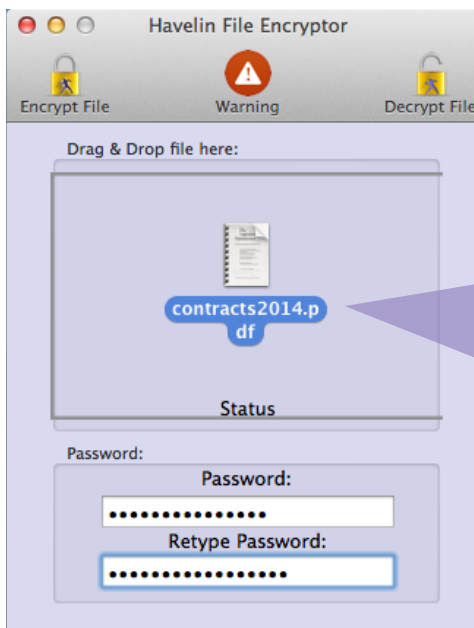 Havelin File Encryptor
Encrypt File Warning Decrypt File
Drag & Drop file here:
contracts2014.p
df
Status
Password:
Password:
•••••••••••••••
Retype Password:
•••••••••••••••••